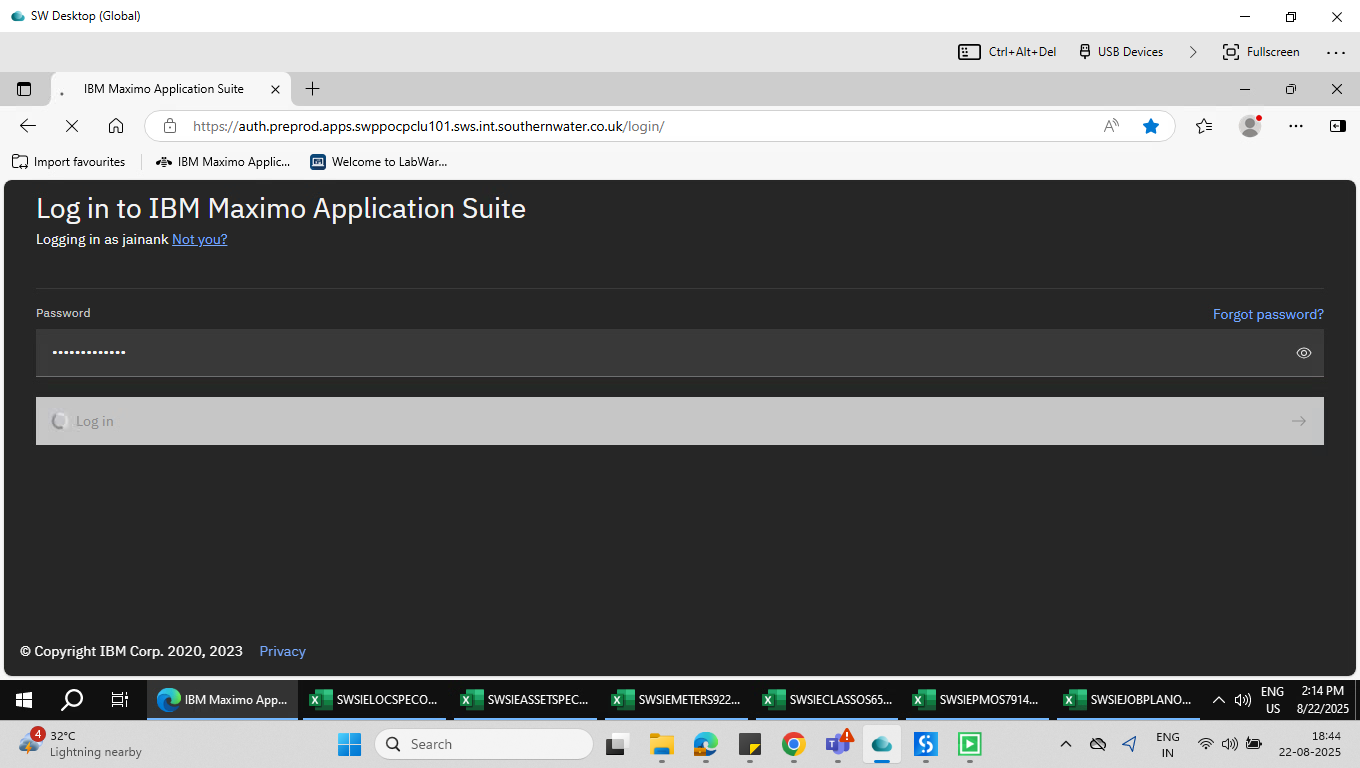 SW Desktop (Global)
Ctrl+Alt+Del USB Devices Fullscreen
IBM Maximo Application Suite
https://auth.preprod.apps.swppocpclu101.sws.int.southernwater.co.uk/login/
Import favourites IBM Maximo Applic... Welcome to LabWar...
Log in to IBM Maximo Application Suite
Logging in as jainank Not you?
Password Forgot password?
•••••••••••••
Log in
© Copyright IBM Corp. 2020, 2023 Privacy
IBM Maximo App... SWSIELOCSPECO... SWSIEASSETSPEC... SWSIEMETERS922... SWSIECLASSOS65... SWSIEPMOS7914... SWSIEJOBPLANO... ENG US 2:14 PM 8/22/2025
4 32°C Lightning nearby Search ENG IN 18:44 22-08-2025